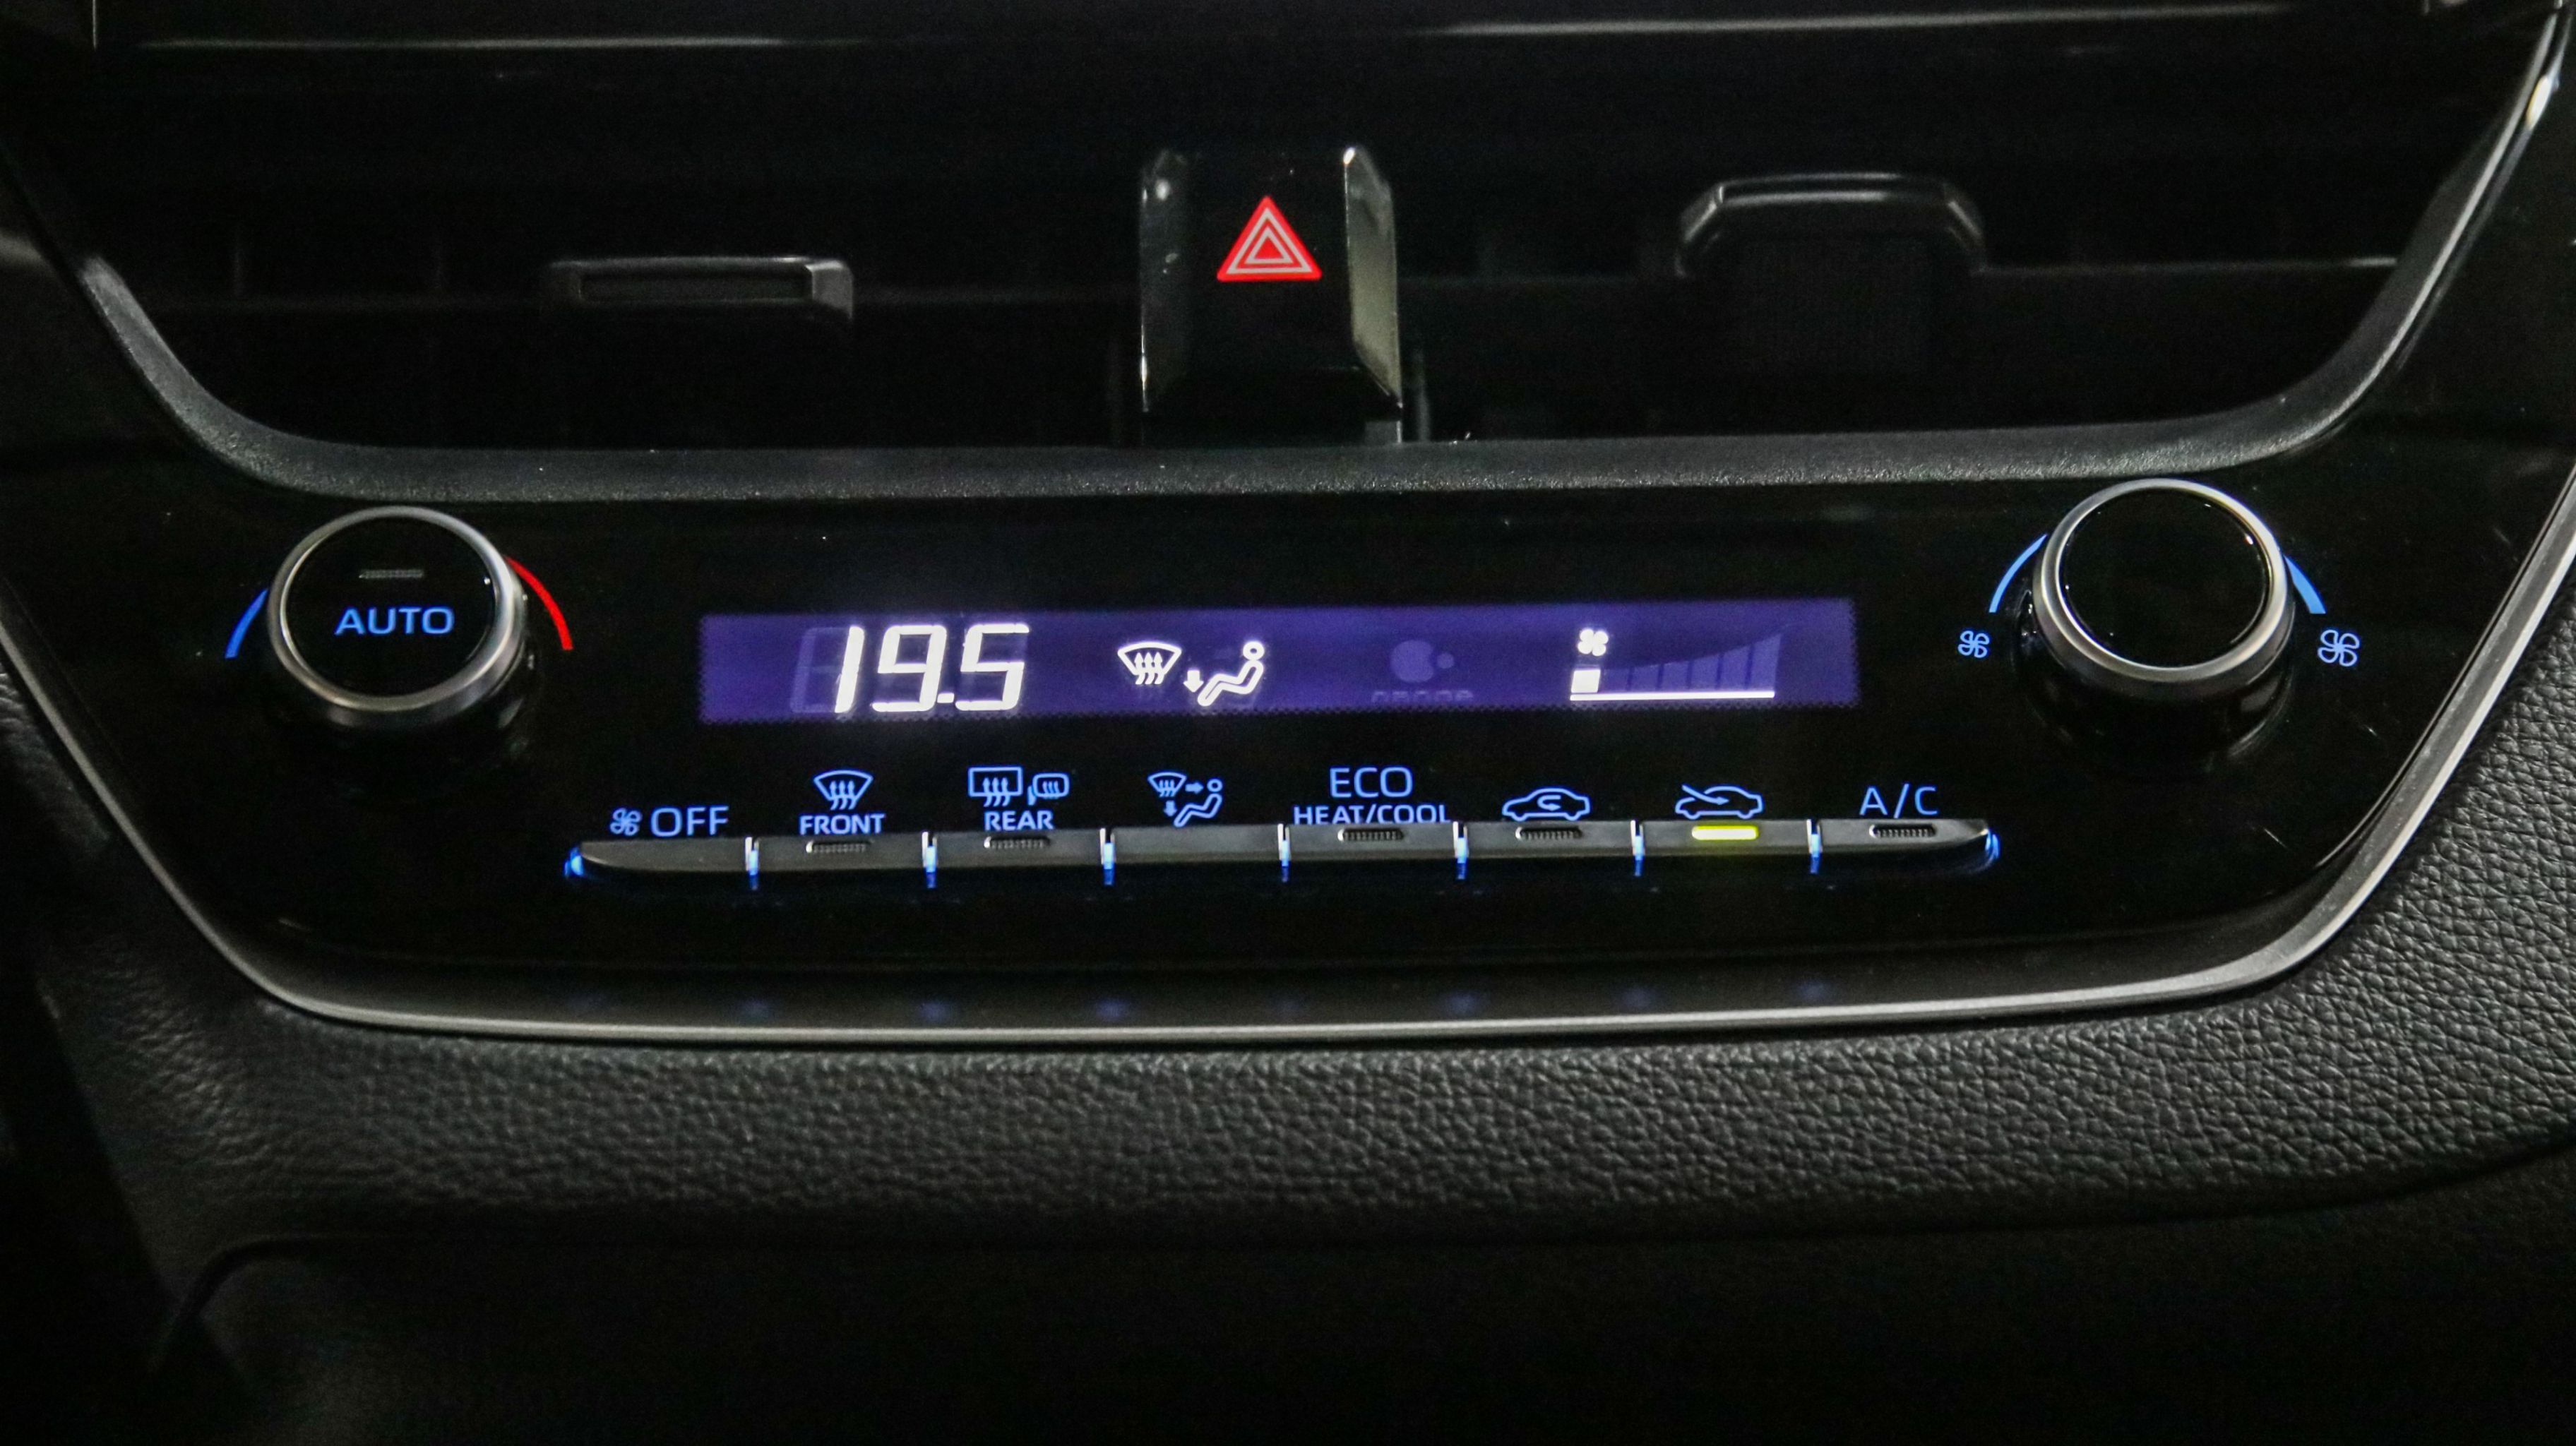 AUTO
19.5
OFF
FRONT
REAR
ECO
HEAT/COOL
A/C